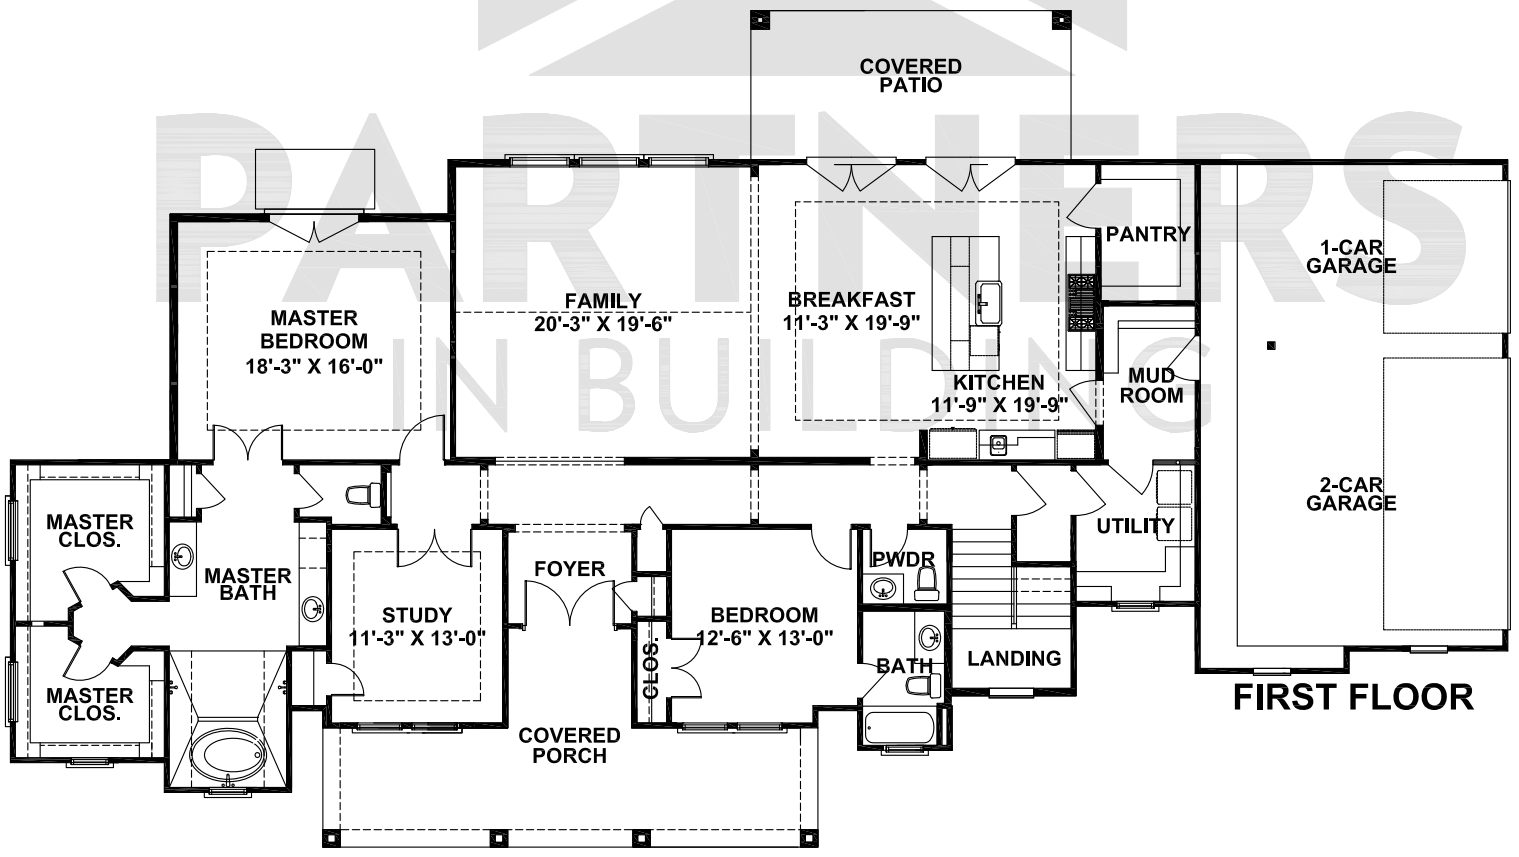 COVERED
PATIO
PARTNERS
IN BUILDING
MASTER
BEDROOM
18'-3" X 16'-0"
FAMILY
20'-3" X 19'-6"
BREAKFAST
11'-3" X 19'-9"
KITCHEN
11'-9" X 19'-9"
PANTRY
MUD
ROOM
1-CAR
GARAGE
2-CAR
GARAGE
MASTER
CLOS.
MASTER
BATH
MASTER
CLOS.
STUDY
11'-3" X 13'-0"
FOYER
BEDROOM
12'-6" X 13'-0"
CLOS.
PWDR
BATH
UTILITY
LANDING
COVERED
PORCH
FIRST FLOOR